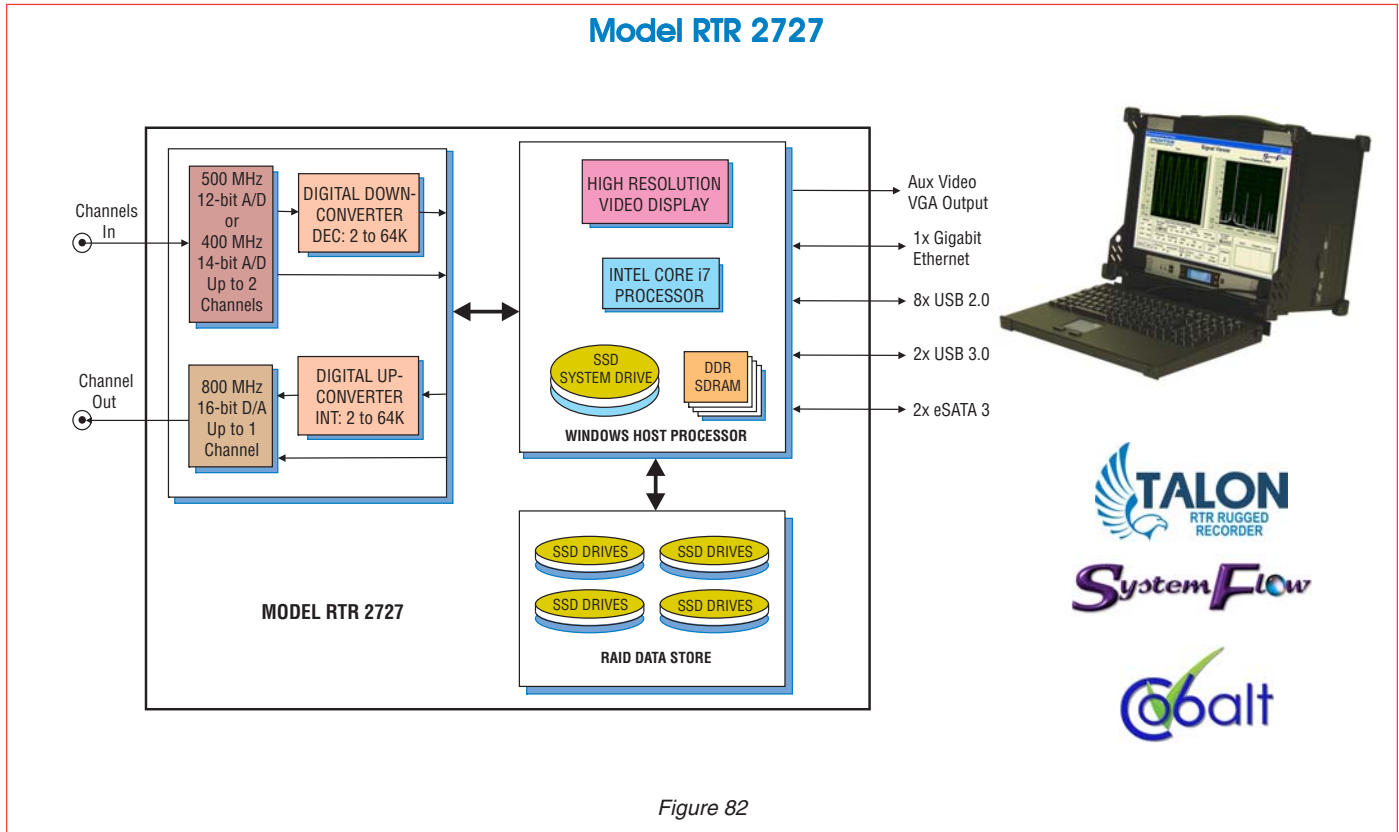 Model RTR 2727
Channels
In
500 MHz
12-bit A/D
or
400 MHz
14-bit A/D
Up to 2
Channels
DIGITAL DOWN-
CONVERTER
DEC: 2 to 64K
Channel
Out
800 MHz
16-bit D/A
Up to 1
Channel
DIGITAL UP-
CONVERTER
INT: 2 to 64K
MODEL RTR 2727
HIGH RESOLUTION
VIDEO DISPLAY
INTEL CORE i7
PROCESSOR
SSD
SYSTEM DRIVE
DDR
SDRAM
WINDOWS HOST PROCESSOR
SSD DRIVES
SSD DRIVES
SSD DRIVES
SSD DRIVES
RAID DATA STORE
Aux Video
VGA Output
1x Gigabit
Ethernet
8x USB 2.0
2x USB 3.0
2x eSATA 3
Signal Viewer
TALON
RTR RUGGED
RECORDER
SystemFlow
Cobalt
Figure 82